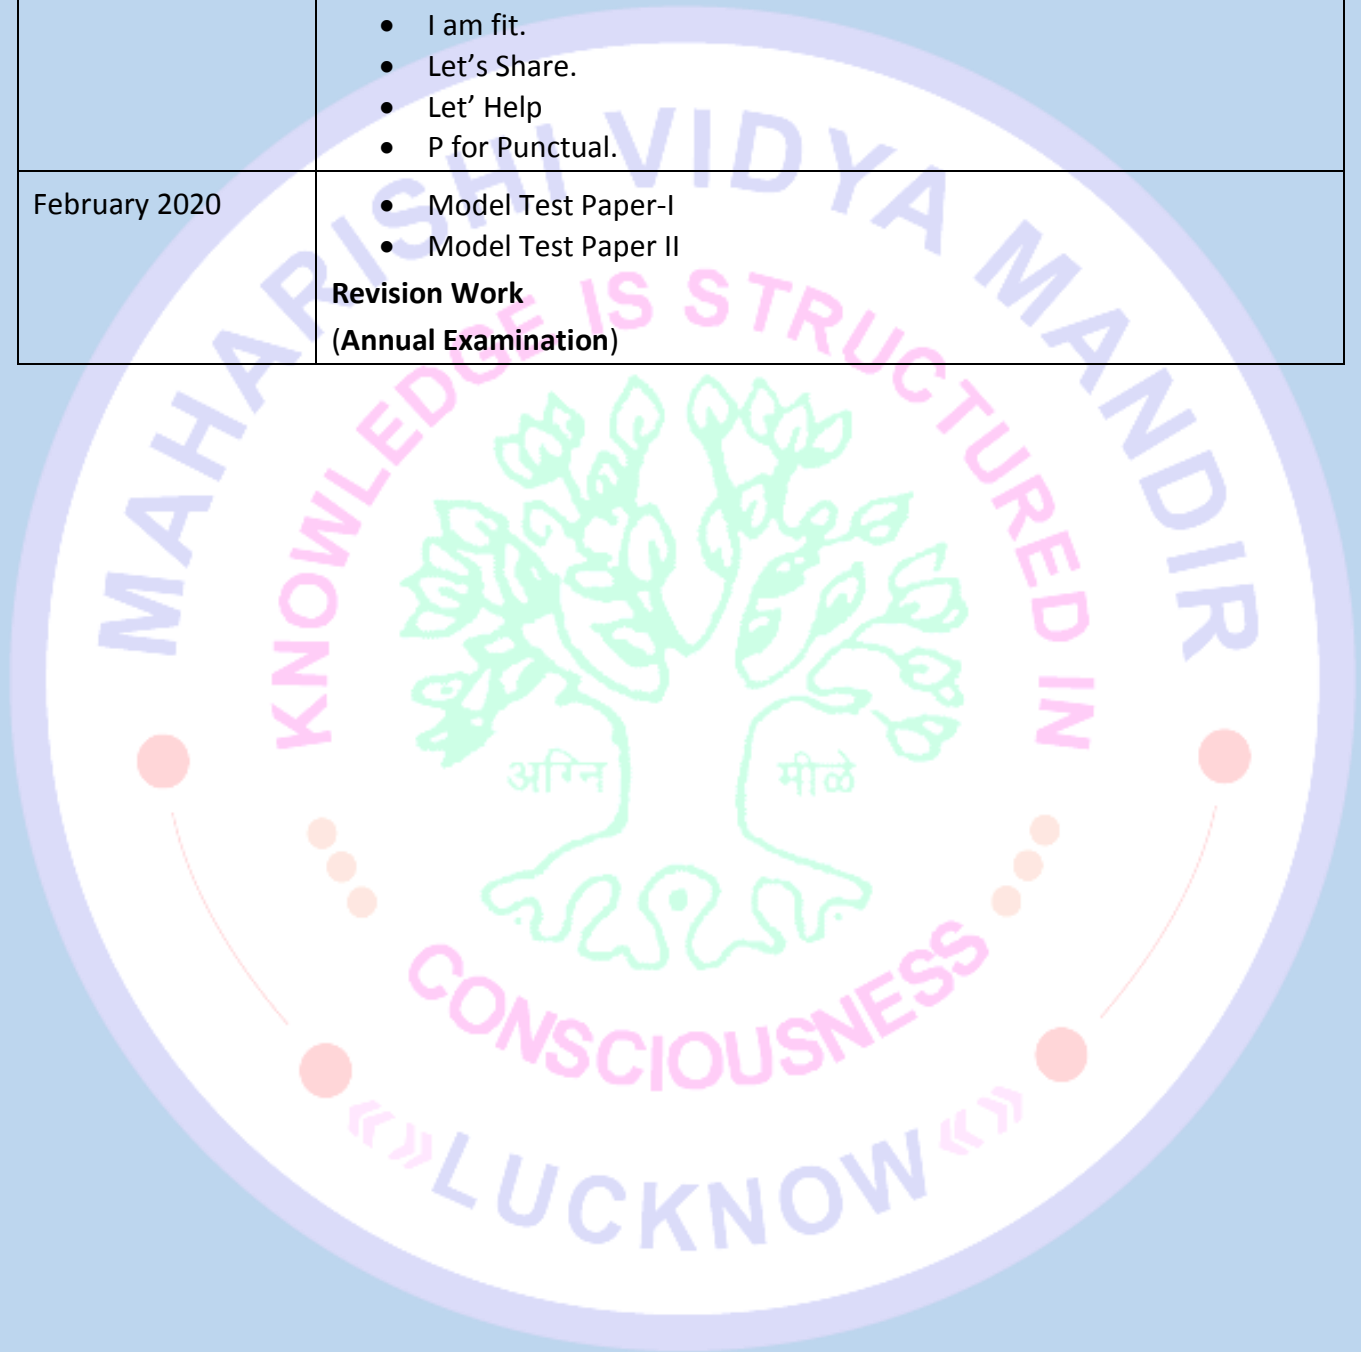 • I am fit.
• Let’s Share.
• Let’ Help
• P for Punctual.
February 2020
• Model Test Paper-I
• Model Test Paper II
Revision Work
(Annual Examination)
MAHARISHI VIDYA MANDIR
KNOWLEDGE IS STRUCTURED IN
अग्नि मीळे
CONSCIOUSNESS
«» LUCKNOW «»